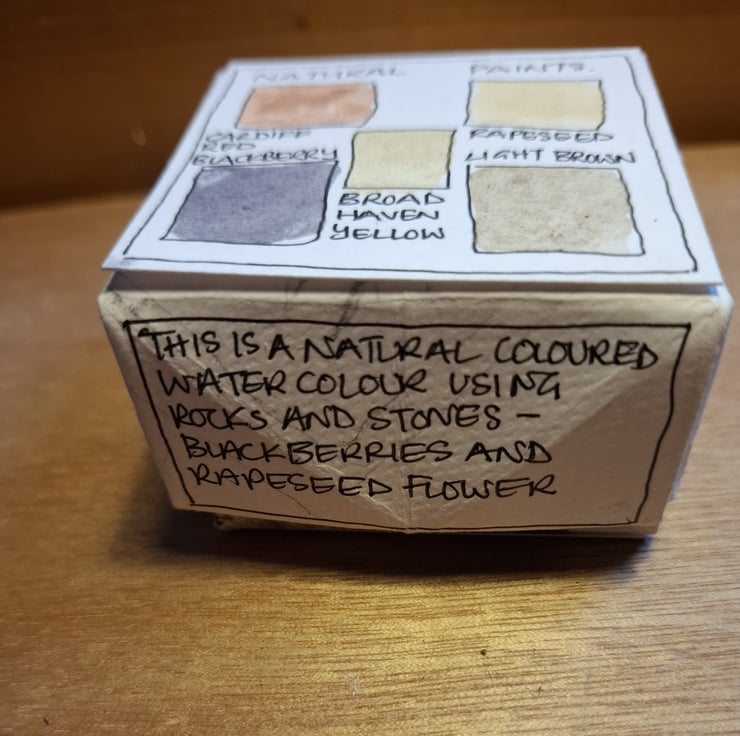 NATURAL PAINTS.
CARDIFF
RED
RAPESEED
BLACKBERRY
LIGHT BROWN
BROAD
HAVEN
YELLOW
THIS IS A NATURAL COLOURED
WATER COLOUR USING
ROCKS AND STONES –
BLACKBERRIES AND
RAPESEED FLOWER